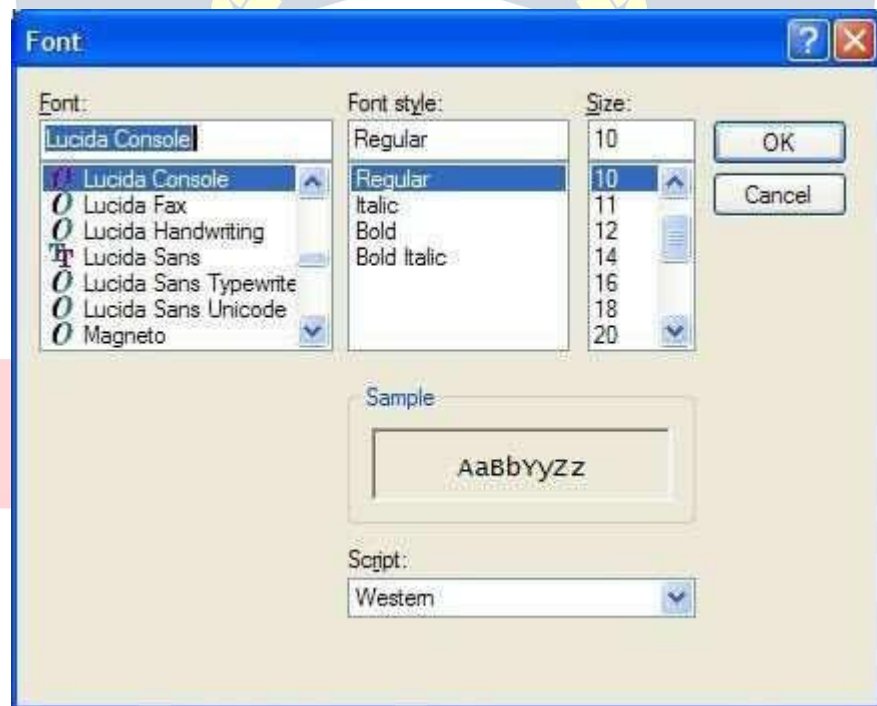 Font
Font:
Font style:
Size:
Lucida Console
Regular
10
OK
Lucida Console
Regular
10
Cancel
Lucida Fax
Italic
11
Lucida Handwriting
Bold
12
Lucida Sans
Bold Italic
14
Lucida Sans Typewrite
16
Lucida Sans Unicode
18
Magneto
20
Sample
AaBbYyZz
Script:
Western